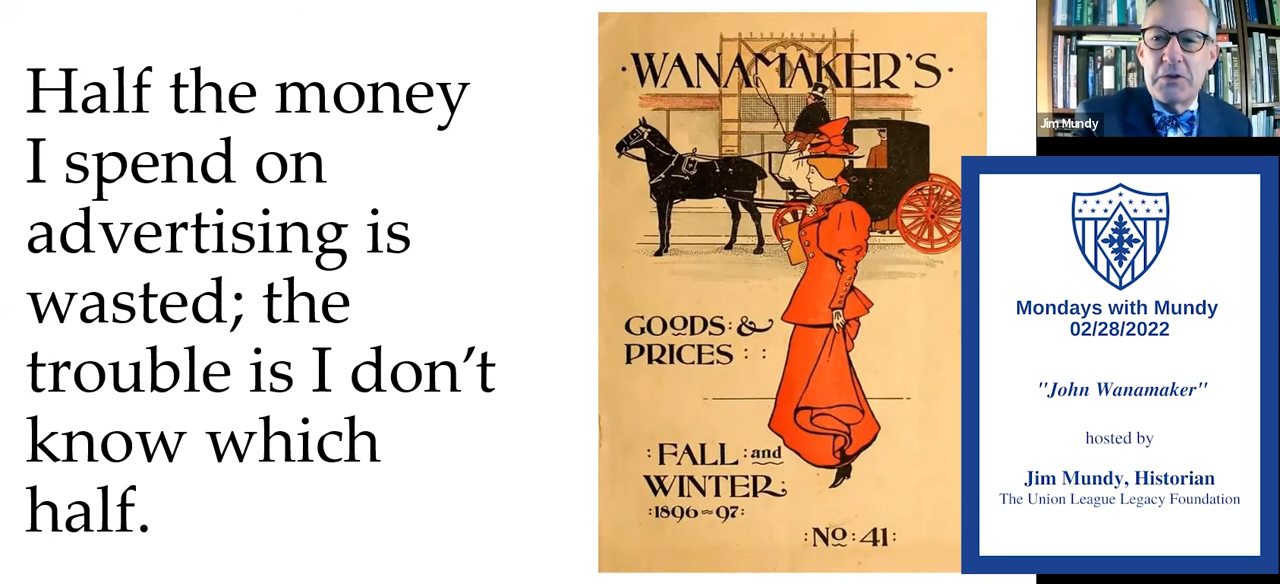 Half the money
I spend on
advertising is
wasted; the
trouble is I don't
know which
half.
·WANAMAKER'S·
GOODS: &
PRICES : :
: FALL : and
WINTER
:1896≈97:
:No: 41:
Jim Mundy
Mondays with Mundy
02/28/2022
"John Wanamaker"
hosted by
Jim Mundy, Historian
The Union League Legacy Foundation